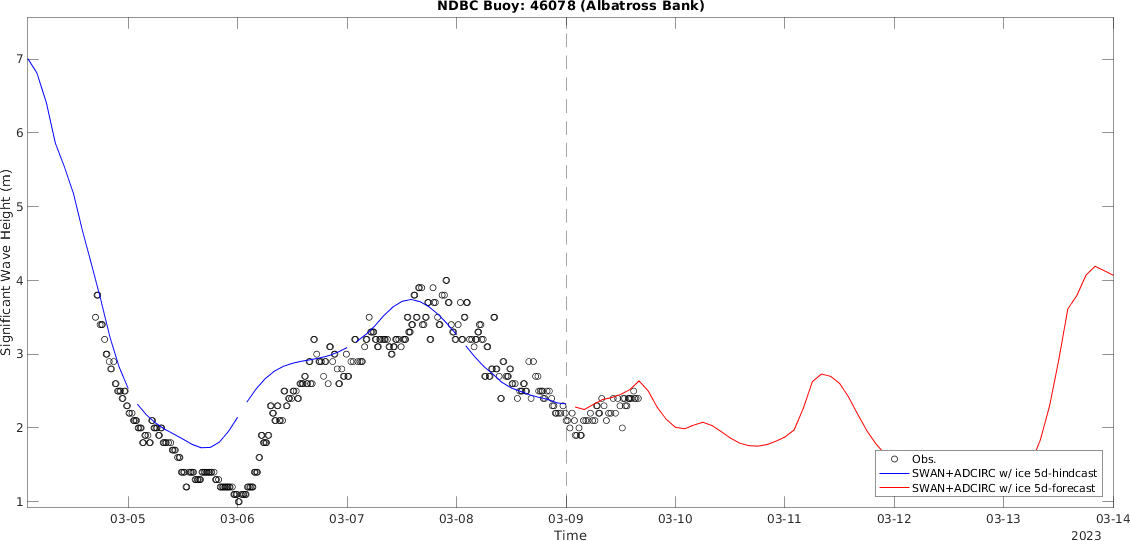 NDBC Buoy: 46078 (Albatross Bank)
Significant Wave Height (m)
7
6
5
4
3
2
1
Obs.
SWAN+ADCIRC w/ ice 5d-hindcast
SWAN+ADCIRC w/ ice 5d-forecast
03-05 03-06 03-07 03-08 03-09 03-10 03-11 03-12 03-13 03-14
Time 2023